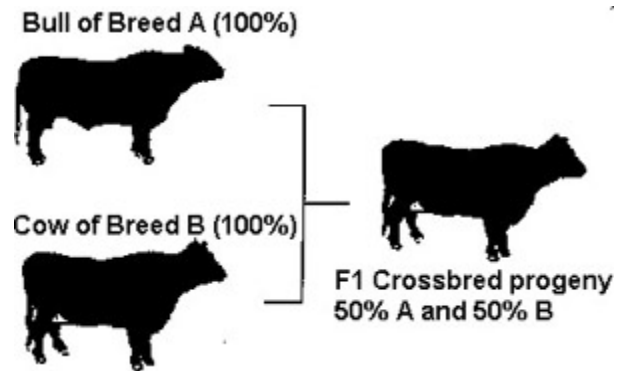 Bull of Breed A (100%)
Cow of Breed B (100%)
F1 Crossbred progeny
50% A and 50% B